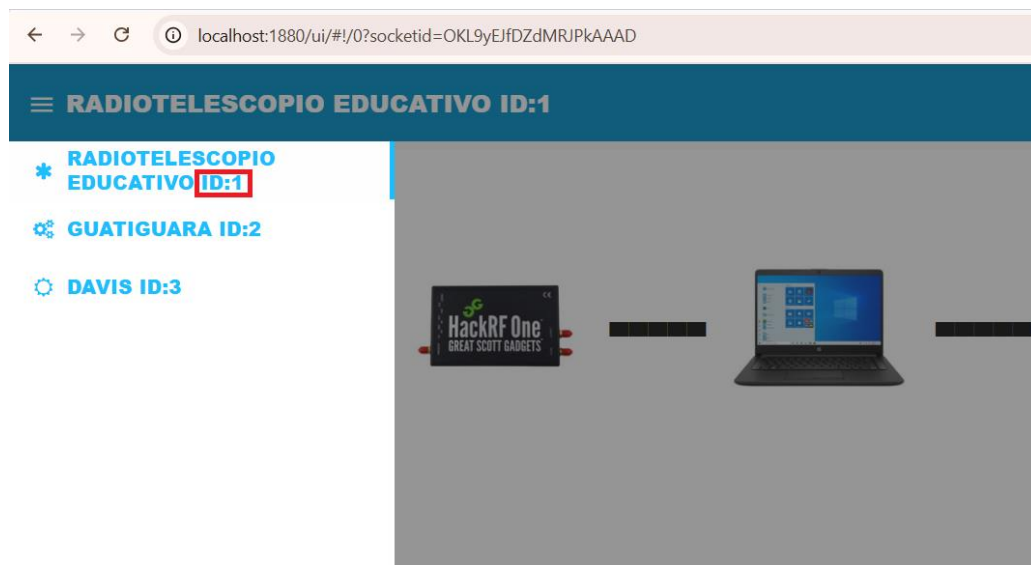 localhost:1880/ui/#!/0?socketid=OKL9yEJfDZdMRJPkAAAD
RADIOTELESCOPIO EDUCATIVO ID:1
RADIOTELESCOPIO
EDUCATIVO ID:1
GUATIGUARA ID:2
DAVIS ID:3
HackRF One
GREAT SCOTT GADGETS